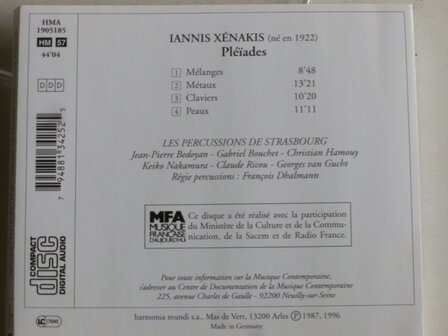 HMA
1905185
HM 57
44'04
DDD
IANNIS XÉNAKIS (né en 1922)
Pléïades
1 Mélanges 8'48
2 Métaux 13'21
3 Claviers 10'20
4 Peaux 11'11
LES PERCUSSIONS DE STRASBOURG
Jean-Pierre Bedoyan - Gabriel Bouchet - Christian Hamouy
Keiko Nakamura - Claude Ricou - Georges van Gucht
Régie percussions : François Dhalmann
7 94881 34252 5
MFA
MUSIQUE
FRANÇAISE
D'AUJOURD'HUI
Ce disque a été réalisé avec la participation
du Ministère de la Culture et de la Commu-
nication, de la Sacem et de Radio France.
COMPACT
disc
DIGITAL AUDIO
Pour toute information sur la Musique Contemporaine,
s'adresser au Centre de Documentation de la Musique Contemporaine
225, avenue Charles de Gaulle - 92200 Neuilly-sur-Seine
LC 7045
harmonia mundi s.a., Mas de Vert, 13200 Arles Ⓟ 1987, 1996
Made in Germany